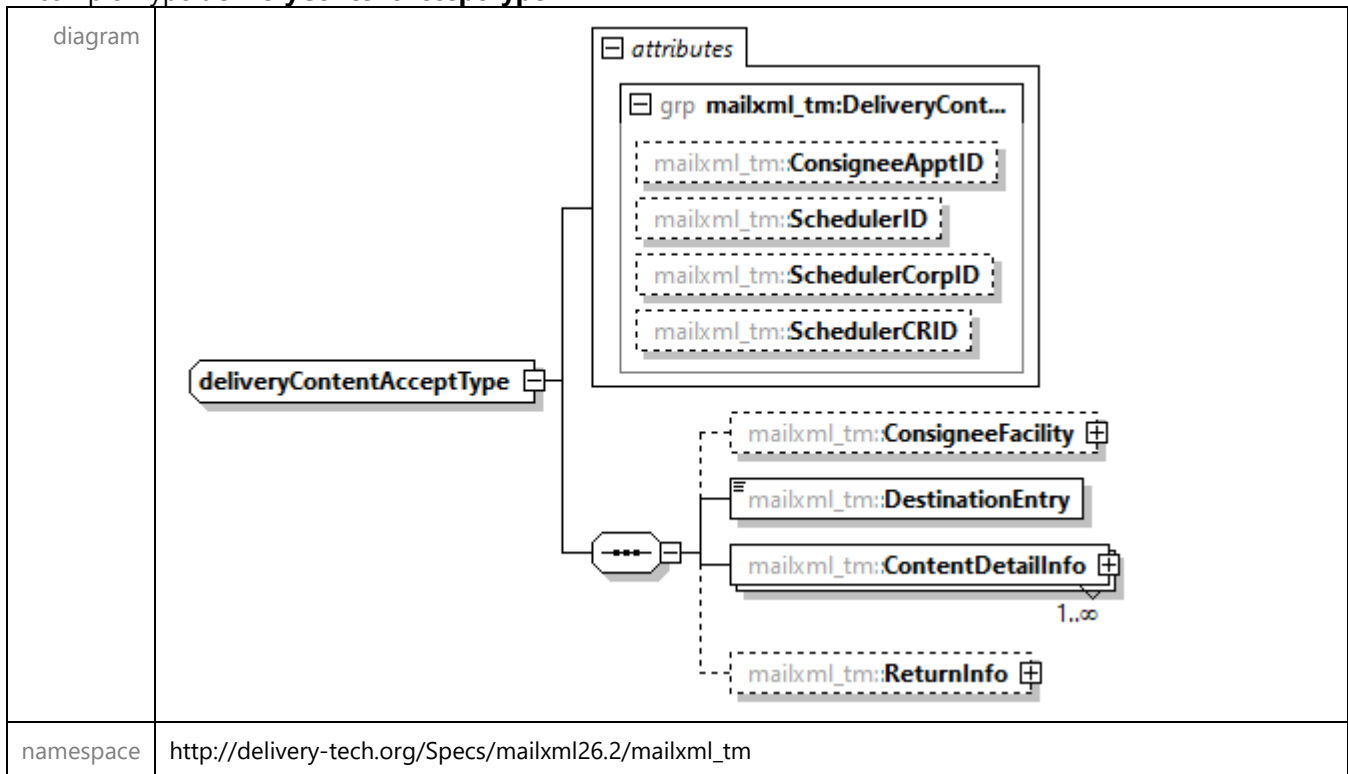 diagram
attributes
grp mailxml_tm:DeliveryCont...
mailxml_tm:ConsigneeApptID
mailxml_tm:SchedulerID
mailxml_tm:SchedulerCorpID
mailxml_tm:SchedulerCRID
deliveryContentAcceptType
mailxml_tm:ConsigneeFacility
mailxml_tm:DestinationEntry
mailxml_tm:ContentDetailInfo
1..∞
mailxml_tm:ReturnInfo
namespace http://delivery-tech.org/Specs/mailxml26.2/mailxml_tm